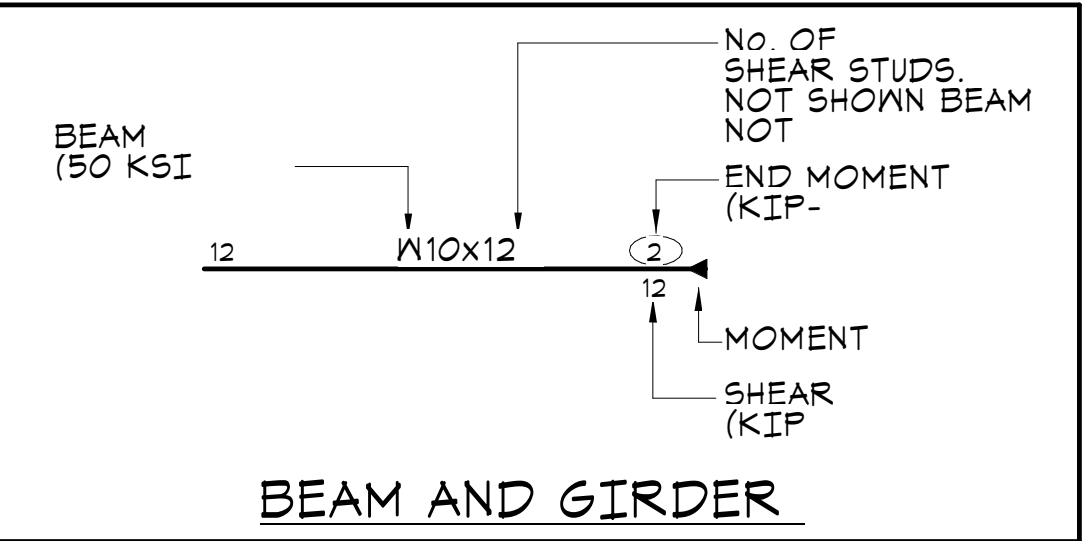 No. OF
SHEAR STUDS.
NOT SHOWN BEAM
NOT
BEAM
(50 KSI
END MOMENT
(KIP-
12
W10x12
2
12
MOMENT
SHEAR
(KIP
BEAM AND GIRDER